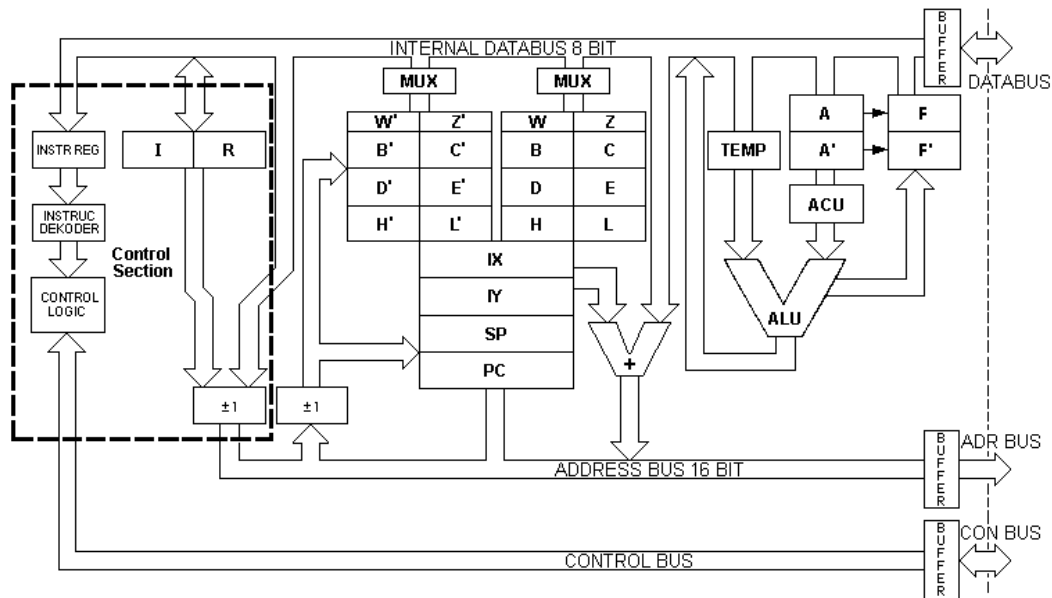 INTERNAL DATABUS 8 BIT
BUFFER
DATABUS
MUX
MUX
W' Z' W Z
B' C' B C
D' E' D E
H' L' H L
IX
IY
SP
PC
INSTR REG
I R
INSTRUC
DEKODER
Control
Section
CONTROL
LOGIC
±1
±1
+
TEMP
A F
A' F'
ACU
ALU
ADDRESS BUS 16 BIT
BUFFER
ADR BUS
CONTROL BUS
BUFFER
CON BUS